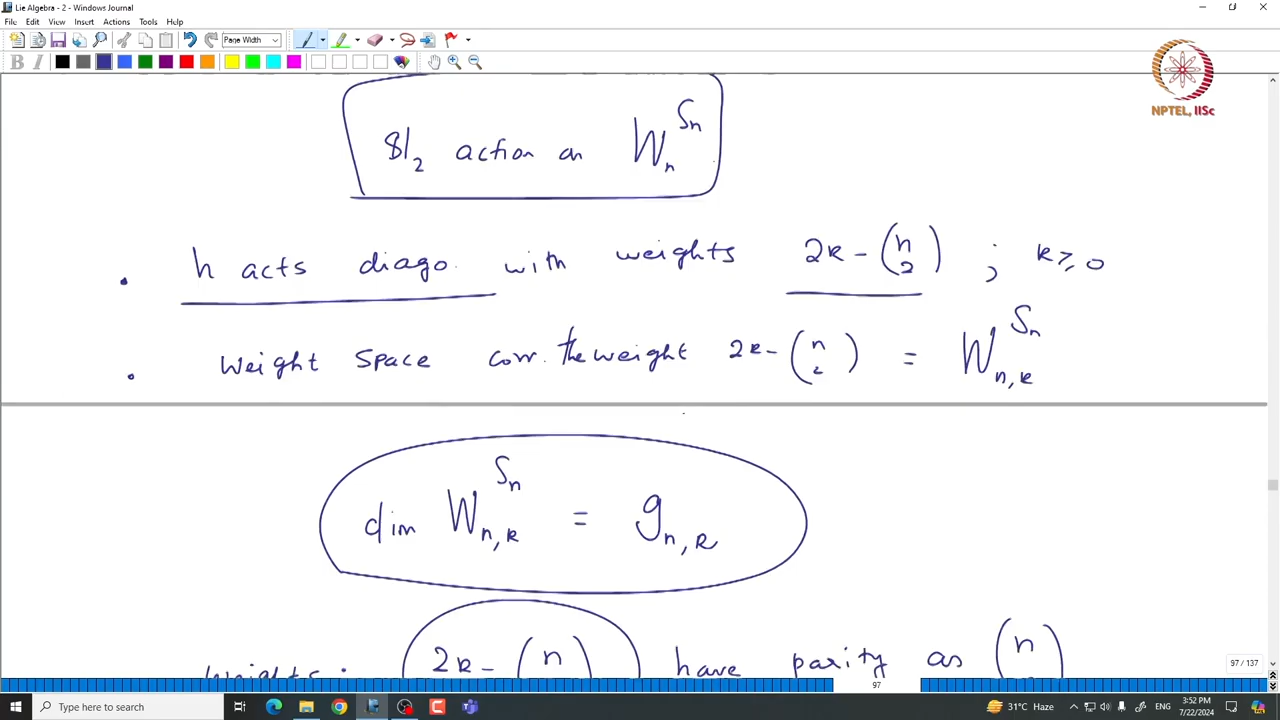 Lie Algebra - 2 - Windows Journal
File Edit View Insert Actions Tools Help
Page Width
B i
NPTEL, IISc
sl_2 action on W_n^{S_n}
• h acts diago. with weights 2k - (n 2) ; k ≥ 0
• Weight space corr. the weight 2k - (n 2) = W_{n,k}^{S_n}
dim W_{n,k}^{S_n} = g_{n,k}
Weights : 2k - (n have parity as (n
97 / 137
97
Type here to search
31°C Haze
ENG
3:52 PM
7/22/2024